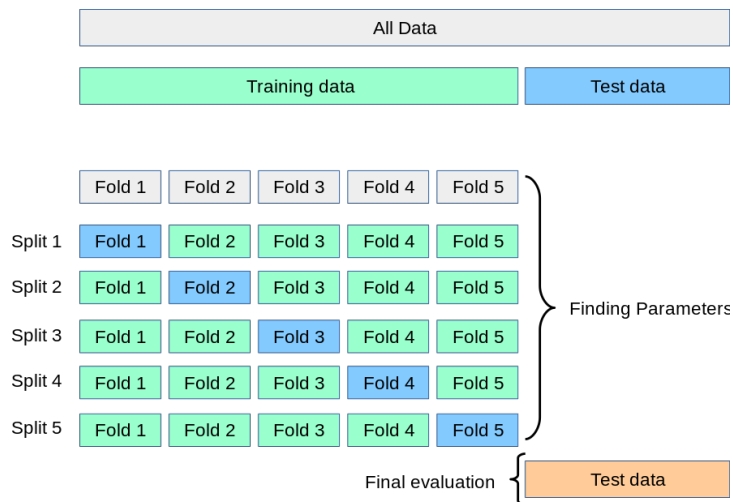 All Data
Training data Test data
Fold 1 Fold 2 Fold 3 Fold 4 Fold 5
Split 1 Fold 1 Fold 2 Fold 3 Fold 4 Fold 5
Split 2 Fold 1 Fold 2 Fold 3 Fold 4 Fold 5
Finding Parameters
Split 3 Fold 1 Fold 2 Fold 3 Fold 4 Fold 5
Split 4 Fold 1 Fold 2 Fold 3 Fold 4 Fold 5
Split 5 Fold 1 Fold 2 Fold 3 Fold 4 Fold 5
Final evaluation Test data